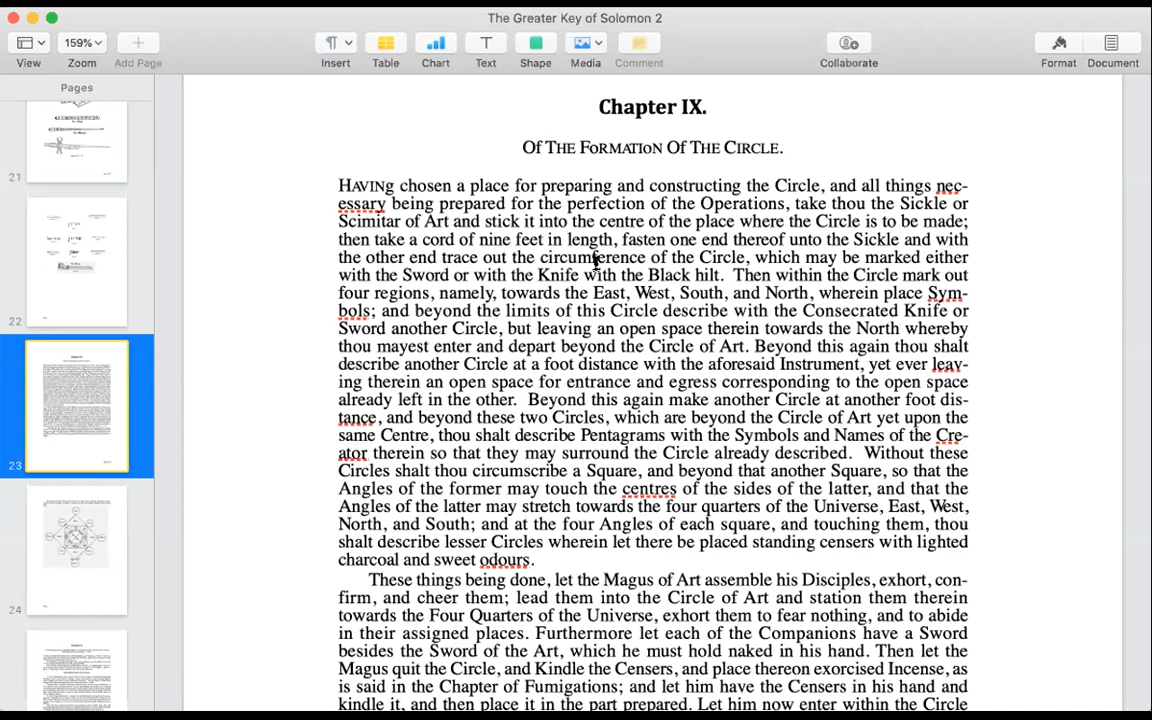 The Greater Key of Solomon 2
159%
View
Zoom
Add Page
Insert
Table
Chart
Text
Shape
Media
Comment
Collaborate
Format
Document
Pages
21
22
23
24
Chapter IX.
Of THE FORMATIoN Of THE CIRCLE.
HAVINg chosen a place for preparing and constructing the Circle, and all things nec-
essary being prepared for the perfection of the Operations, take thou the Sickle or
Scimitar of Art and stick it into the centre of the place where the Circle is to be made;
then take a cord of nine feet in length, fasten one end thereof unto the Sickle and with
the other end trace out the circumference of the Circle, which may be marked either
with the Sword or with the Knife with the Black hilt. Then within the Circle mark out
four regions, namely, towards the East, West, South, and North, wherein place Sym-
bols; and beyond the limits of this Circle describe with the Consecrated Knife or
Sword another Circle, but leaving an open space therein towards the North whereby
thou mayest enter and depart beyond the Circle of Art. Beyond this again thou shalt
describe another Circle at a foot distance with the aforesaid Instrument, yet ever leav-
ing therein an open space for entrance and egress corresponding to the open space
already left in the other. Beyond this again make another Circle at another foot dis-
tance, and beyond these two Circles, which are beyond the Circle of Art yet upon the
same Centre, thou shalt describe Pentagrams with the Symbols and Names of the Cre-
ator therein so that they may surround the Circle already described. Without these
Circles shalt thou circumscribe a Square, and beyond that another Square, so that the
Angles of the former may touch the centres of the sides of the latter, and that the
Angles of the latter may stretch towards the four quarters of the Universe, East, West,
North, and South; and at the four Angles of each square, and touching them, thou
shalt describe lesser Circles wherein let there be placed standing censers with lighted
charcoal and sweet odours.
These things being done, let the Magus of Art assemble his Disciples, exhort, con-
firm, and cheer them; lead them into the Circle of Art and station them therein
towards the Four Quarters of the Universe, exhort them to fear nothing, and to abide
in their assigned places. Furthermore let each of the Companions have a Sword
besides the Sword of the Art, which he must hold naked in his hand. Then let the
Magus quit the Circle, and Kindle the Censers, and place thereon exorcised Incense, as
is said in the Chapter of Fumigations; and let him have the Censers in his hand and
kindle it, and then place it in the part prepared. Let him now enter within the Circle